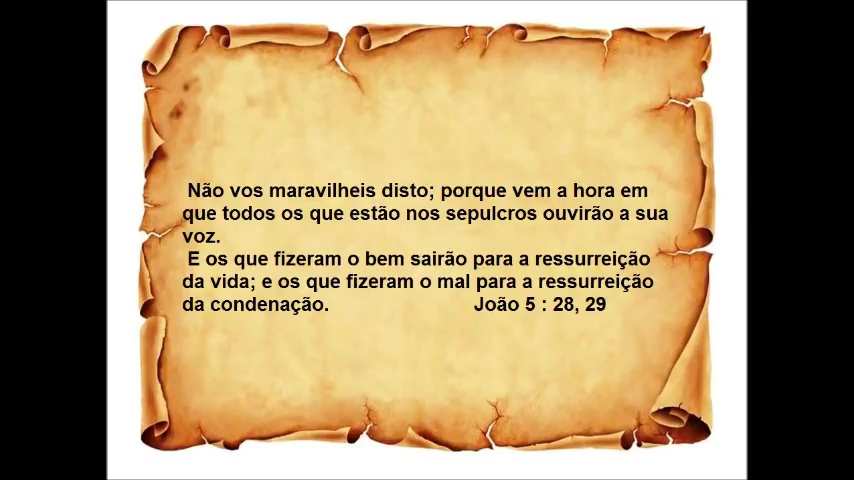 Não vos maravilheis disto; porque vem a hora em
que todos os que estão nos sepulcros ouvirão a sua
voz.
E os que fizeram o bem sairão para a ressurreição
da vida; e os que fizeram o mal para a ressurreição
da condenação. João 5 : 28, 29